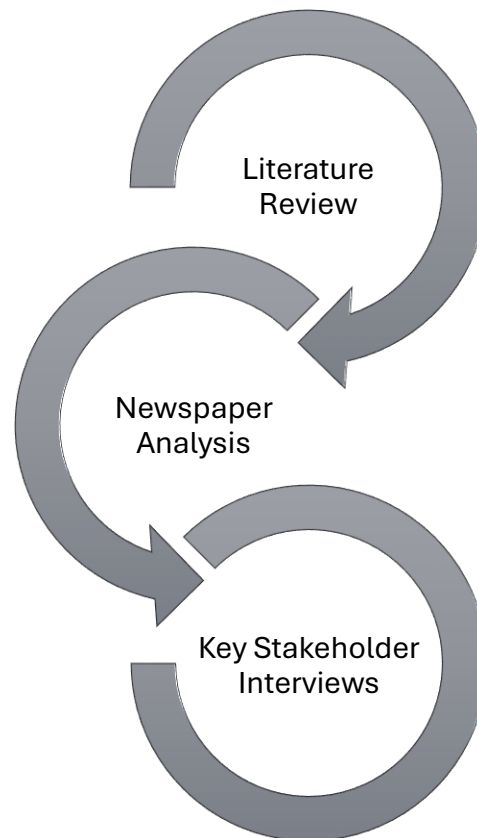 Literature
Review
Newspaper
Analysis
Key Stakeholder
Interviews